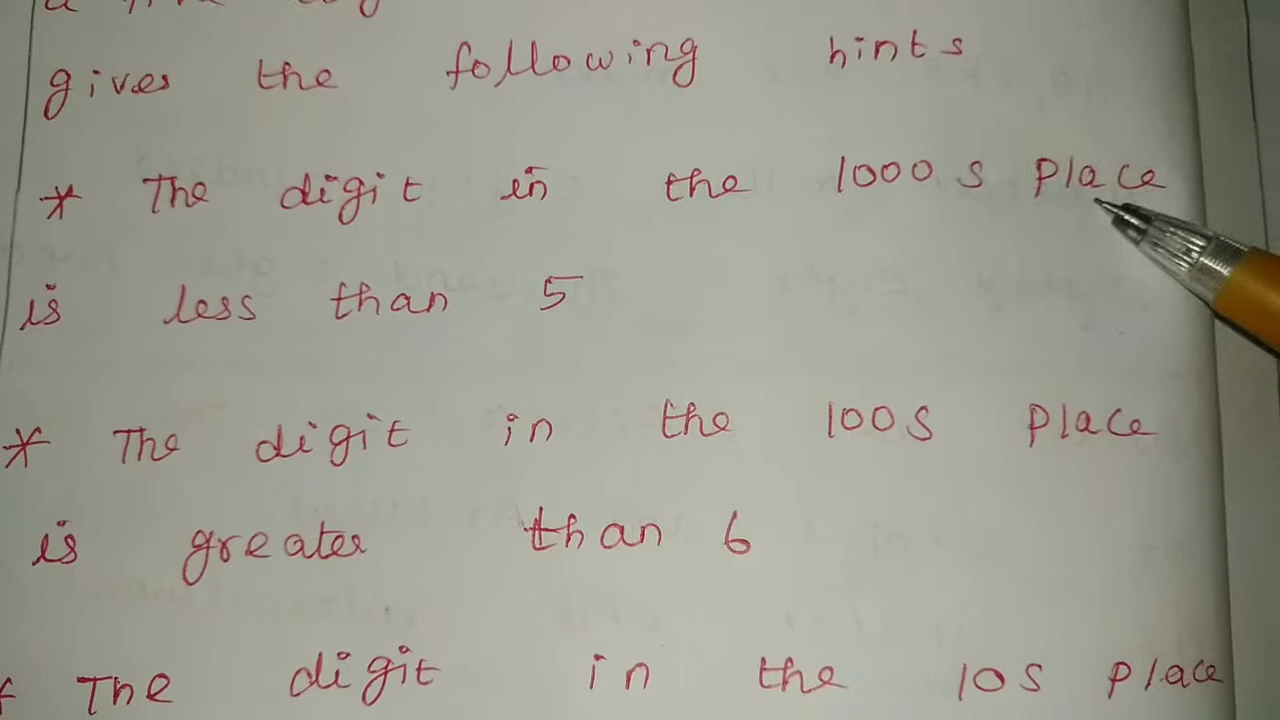 gives the following hints
* The digit in the 1000s place
is less than 5
* The digit in the 100s place
is greater than 6
* The digit in the 10s place